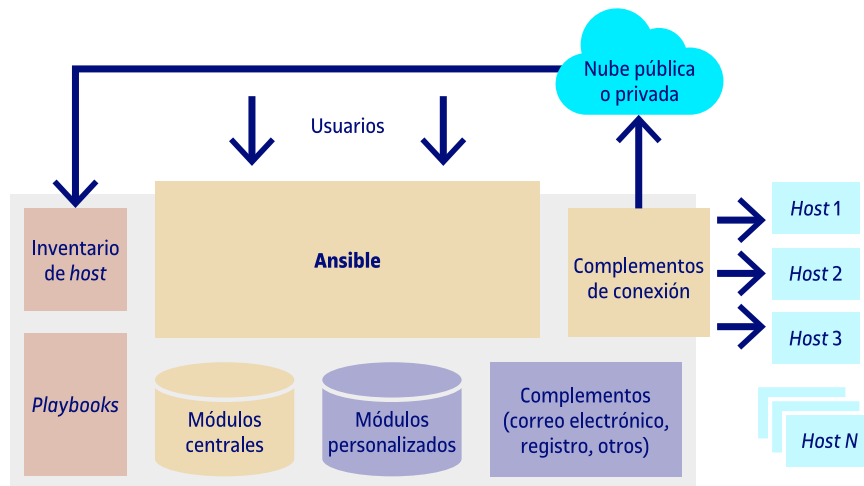 Nube pública
o privada
Usuarios
Inventario
de host
Ansible
Complementos
de conexión
Host 1
Host 2
Host 3
Host N
Playbooks
Módulos
centrales
Módulos
personalizados
Complementos
(correo electrónico,
registro, otros)